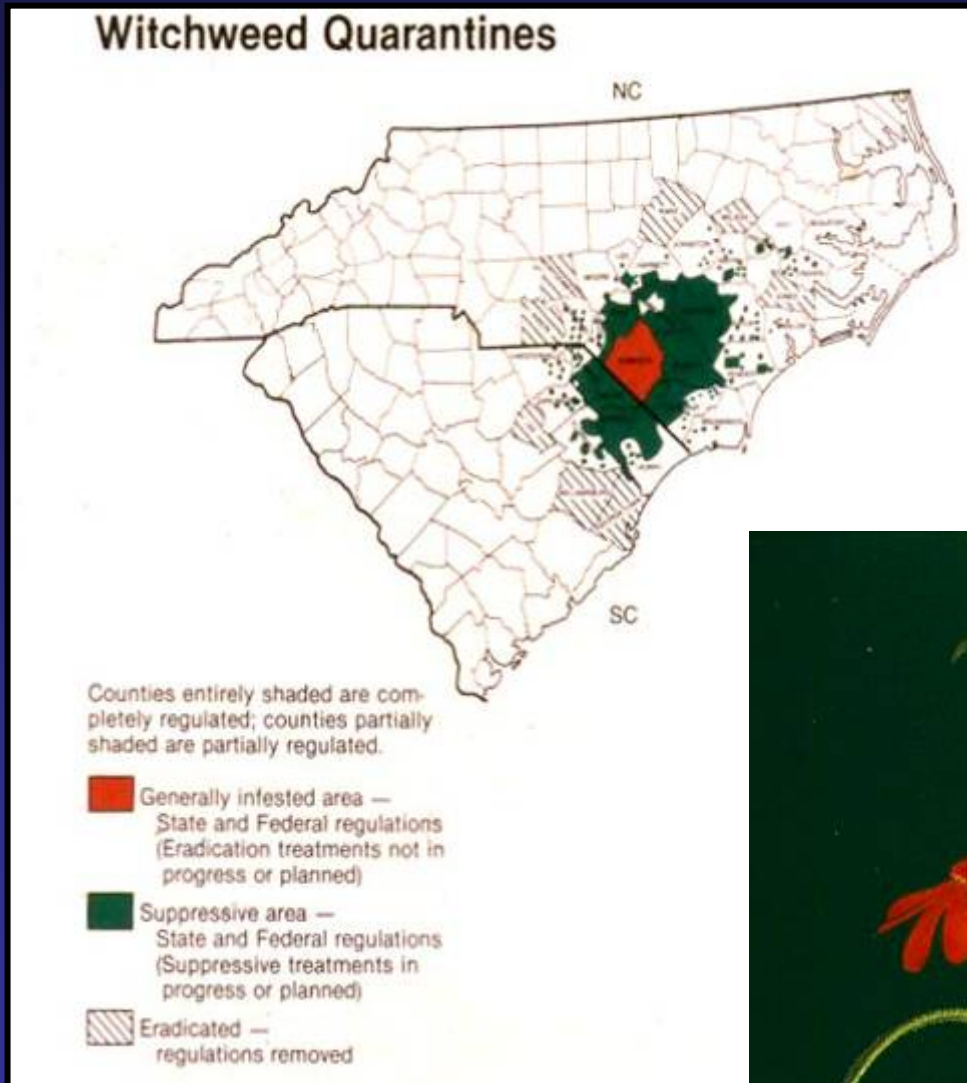 Witchweed Quarantines
NC
SC
Counties entirely shaded are com-
pletely regulated; counties partially
shaded are partially regulated.
Generally infested area —
State and Federal regulations
(Eradication treatments not in
progress or planned)
Suppressive area —
State and Federal regulations
(Suppressive treatments in
progress or planned)
Eradicated —
regulations removed